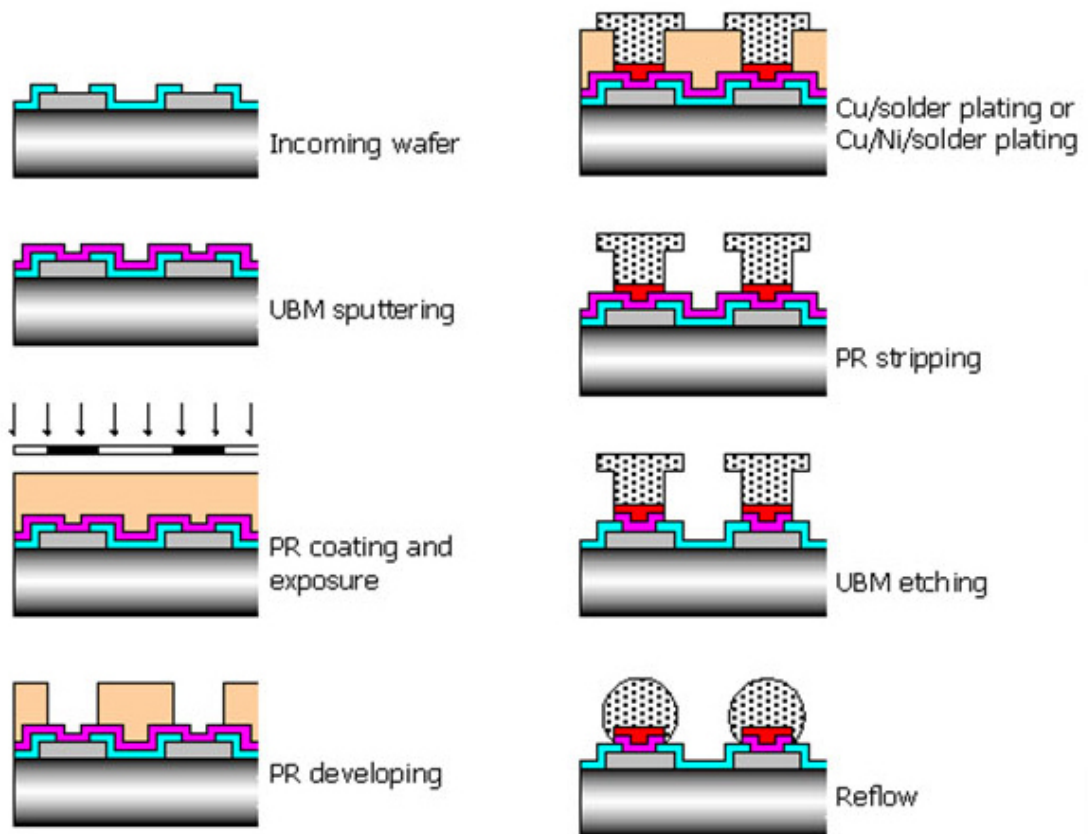 Incoming wafer
UBM sputtering
PR coating and
exposure
PR developing
Cu/solder plating or
Cu/Ni/solder plating
PR stripping
UBM etching
Reflow